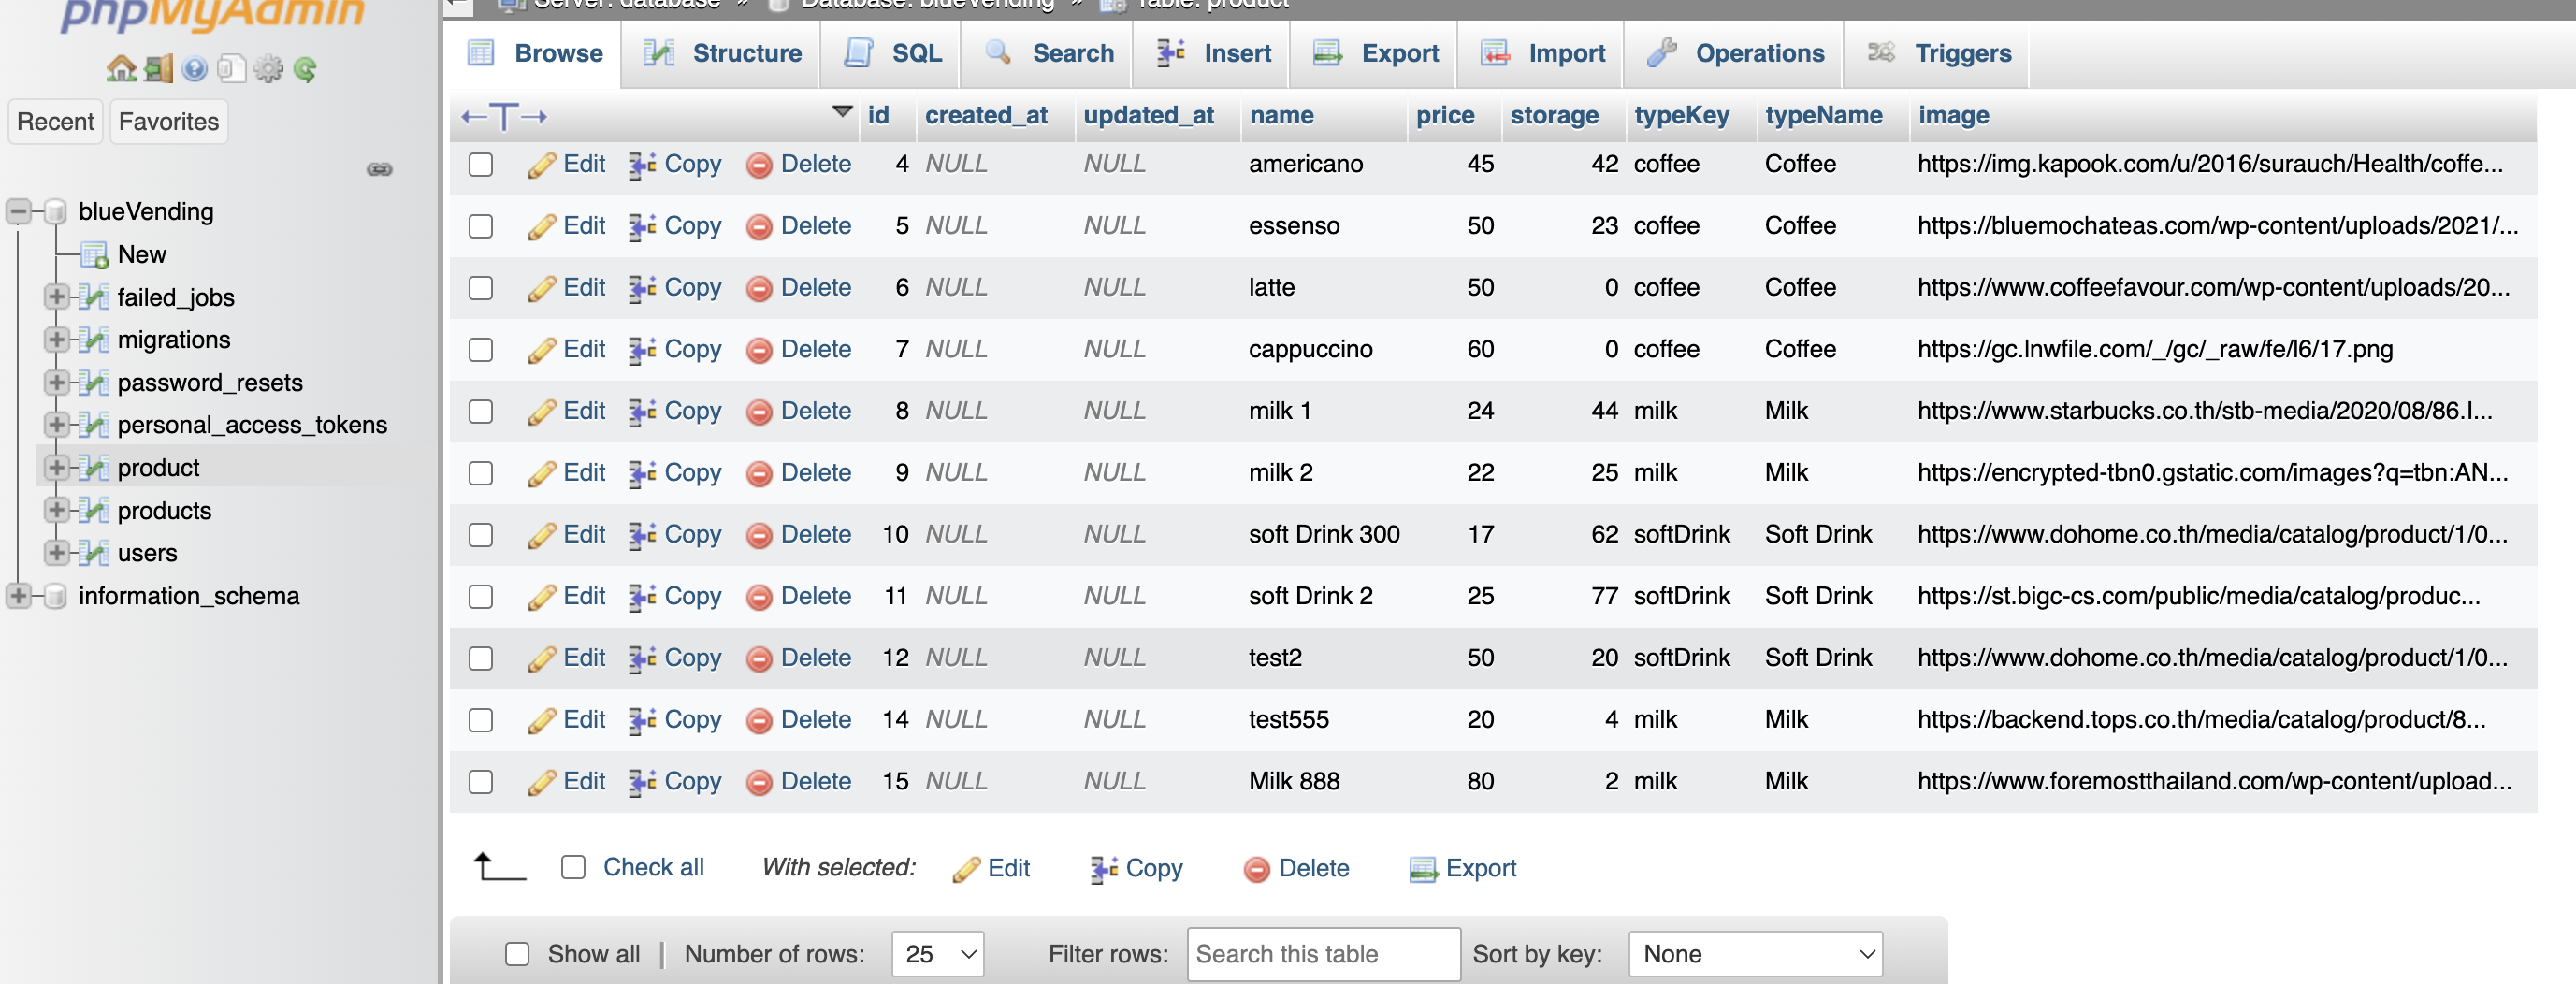 phpMyAdmin
Recent Favorites
blueVending
New
failed_jobs
migrations
password_resets
personal_access_tokens
product
products
users
information_schema
Server: database » Database: blueVending » Table: product
Browse Structure SQL Search Insert Export Import Operations Triggers
←T→ id created_at updated_at name price storage typeKey typeName image
Edit Copy Delete 4 NULL NULL americano 45 42 coffee Coffee https://img.kapook.com/u/2016/surauch/Health/coffe...
Edit Copy Delete 5 NULL NULL essenso 50 23 coffee Coffee https://bluemochateas.com/wp-content/uploads/2021/...
Edit Copy Delete 6 NULL NULL latte 50 0 coffee Coffee https://www.coffeefavour.com/wp-content/uploads/20...
Edit Copy Delete 7 NULL NULL cappuccino 60 0 coffee Coffee https://gc.lnwfile.com/_/gc/_raw/fe/l6/17.png
Edit Copy Delete 8 NULL NULL milk 1 24 44 milk Milk https://www.starbucks.co.th/stb-media/2020/08/86.I...
Edit Copy Delete 9 NULL NULL milk 2 22 25 milk Milk https://encrypted-tbn0.gstatic.com/images?q=tbn:AN...
Edit Copy Delete 10 NULL NULL soft Drink 300 17 62 softDrink Soft Drink https://www.dohome.co.th/media/catalog/product/1/0...
Edit Copy Delete 11 NULL NULL soft Drink 2 25 77 softDrink Soft Drink https://st.bigc-cs.com/public/media/catalog/produc...
Edit Copy Delete 12 NULL NULL test2 50 20 softDrink Soft Drink https://www.dohome.co.th/media/catalog/product/1/0...
Edit Copy Delete 14 NULL NULL test555 20 4 milk Milk https://backend.tops.co.th/media/catalog/product/8...
Edit Copy Delete 15 NULL NULL Milk 888 80 2 milk Milk https://www.foremostthailand.com/wp-content/upload...
Check all With selected: Edit Copy Delete Export
Show all | Number of rows: 25 Filter rows: Search this table Sort by key: None